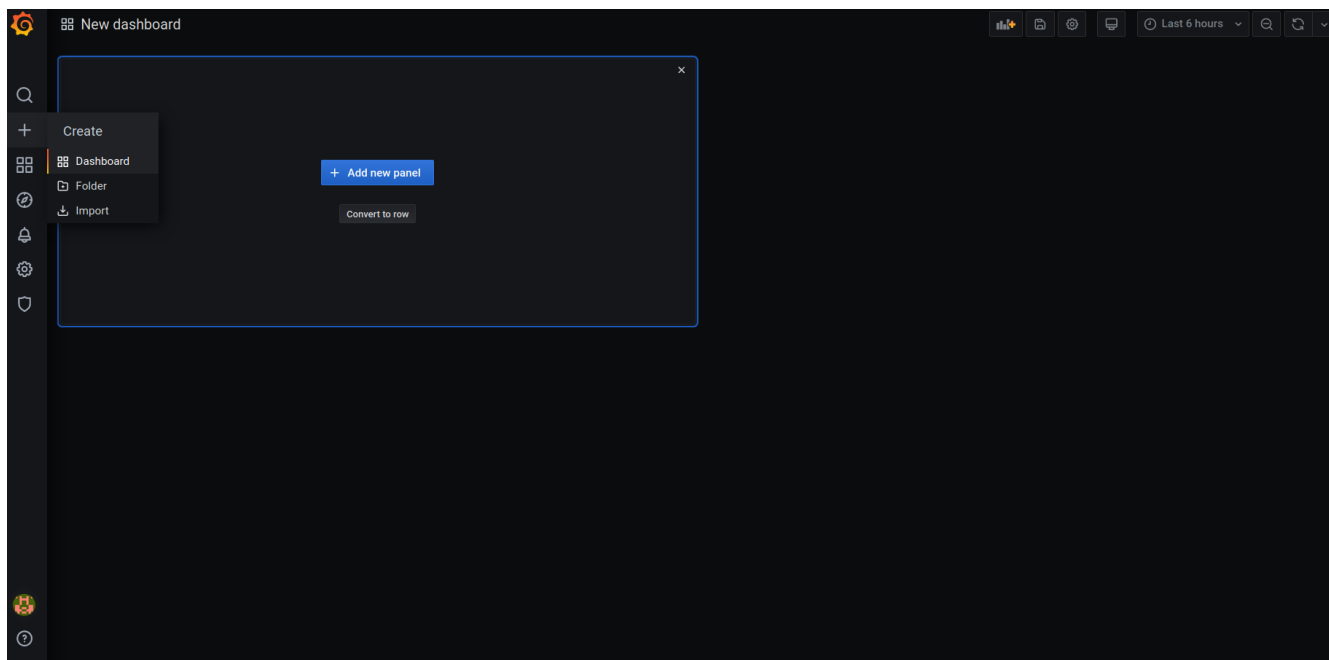 New dashboard
Last 6 hours
Create
Dashboard
Folder
Import
+ Add new panel
Convert to row